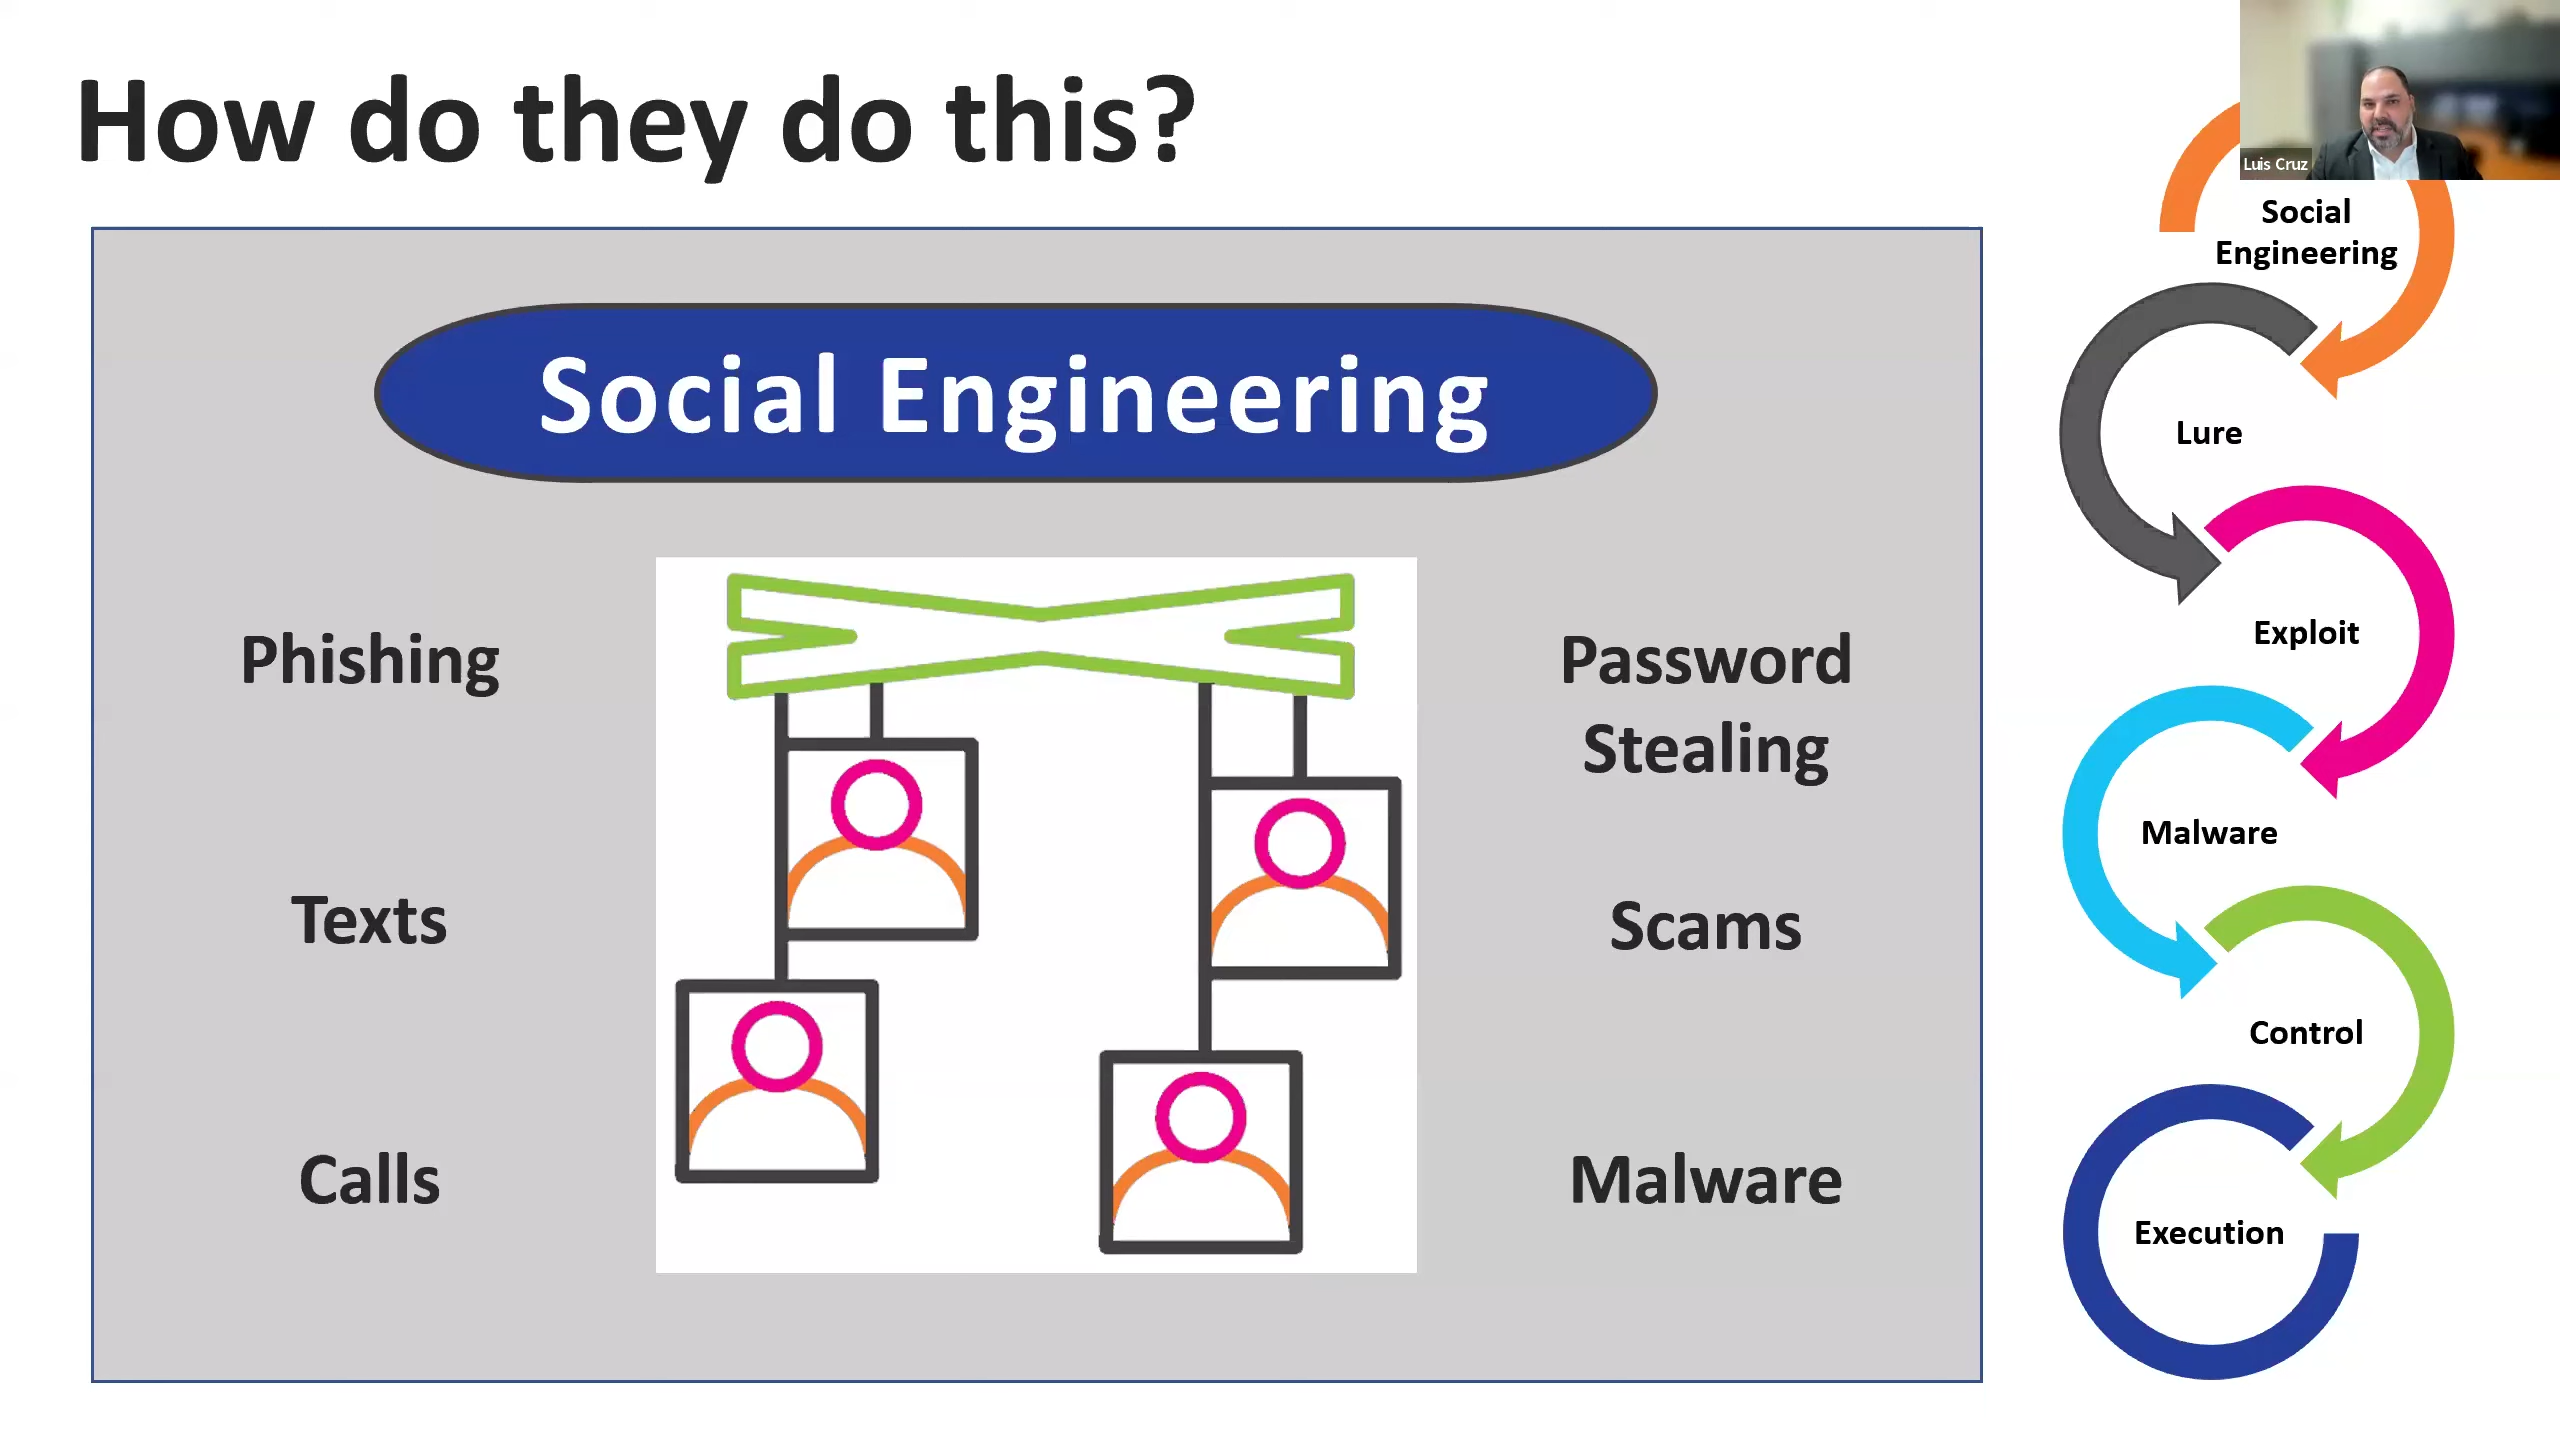 How do they do this?
Luis Cruz
Social Engineering
Phishing
Texts
Calls
Password
Stealing
Scams
Malware
Social
Engineering
Lure
Exploit
Malware
Control
Execution